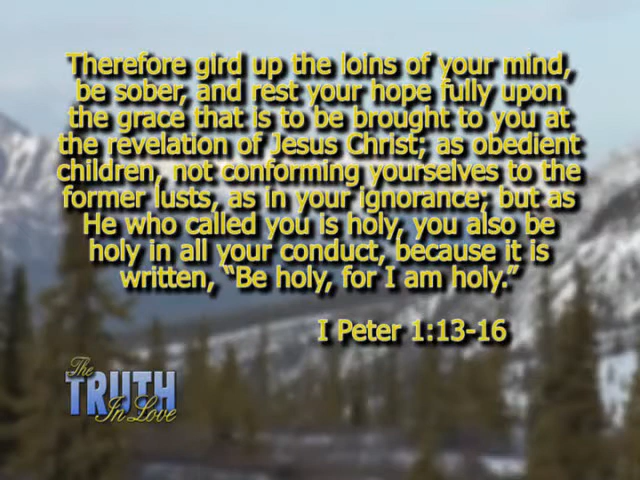 Therefore gird up the loins of your mind,
be sober, and rest your hope fully upon
the grace that is to be brought to you at
the revelation of Jesus Christ; as obedient
children, not conforming yourselves to the
former lusts, as in your ignorance; but as
He who called you is holy, you also be
holy in all your conduct, because it is
written, “Be holy, for I am holy.”
I Peter 1:13-16
The
TRUTH
In Love